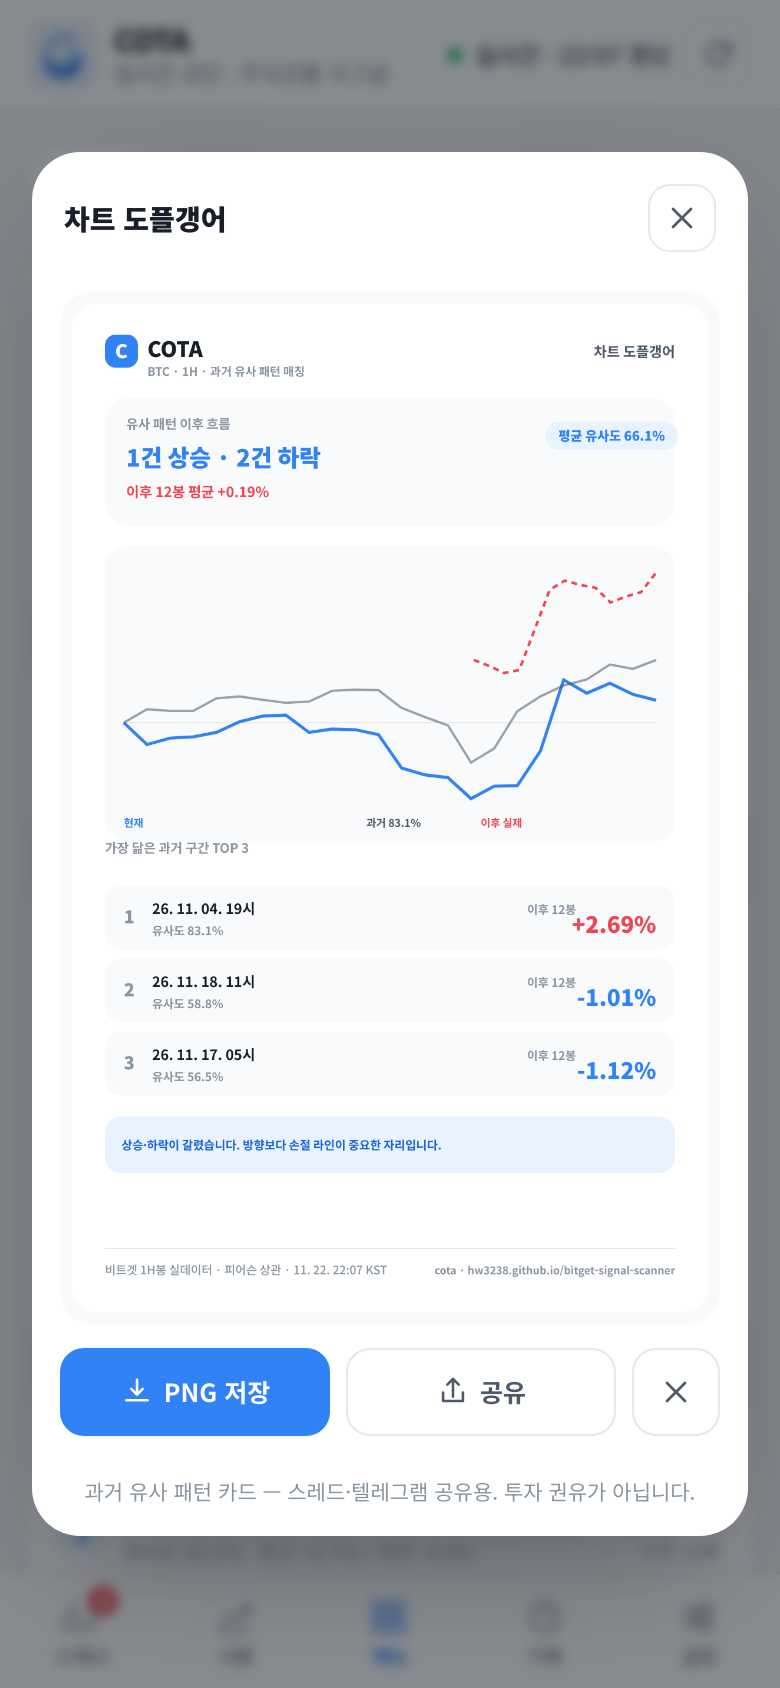 COTA
차트 도플갱어
C COTA
차트 도플갱어
BTC · 1H · 과거 유사 패턴 매칭
유사 패턴 이후 흐름
평균 유사도 66.1%
1건 상승 · 2건 하락
이후 12봉 평균 +0.19%
현재
과거 83.1%
이후 실제
가장 닮은 과거 구간 TOP 3
1
26. 11. 04. 19시
유사도 83.1%
이후 12봉
+2.69%
2
26. 11. 18. 11시
유사도 58.8%
이후 12봉
-1.01%
3
26. 11. 17. 05시
유사도 56.5%
이후 12봉
-1.12%
상승·하락이 갈렸습니다. 방향보다 손절 라인이 중요한 자리입니다.
비트겟 1H봉 실데이터 · 피어슨 상관 · 11. 22. 22:07 KST
cota · hw3238.github.io/bitget-signal-scanner
PNG 저장
공유
과거 유사 패턴 카드 — 스레드·텔레그램 공유용. 투자 권유가 아닙니다.